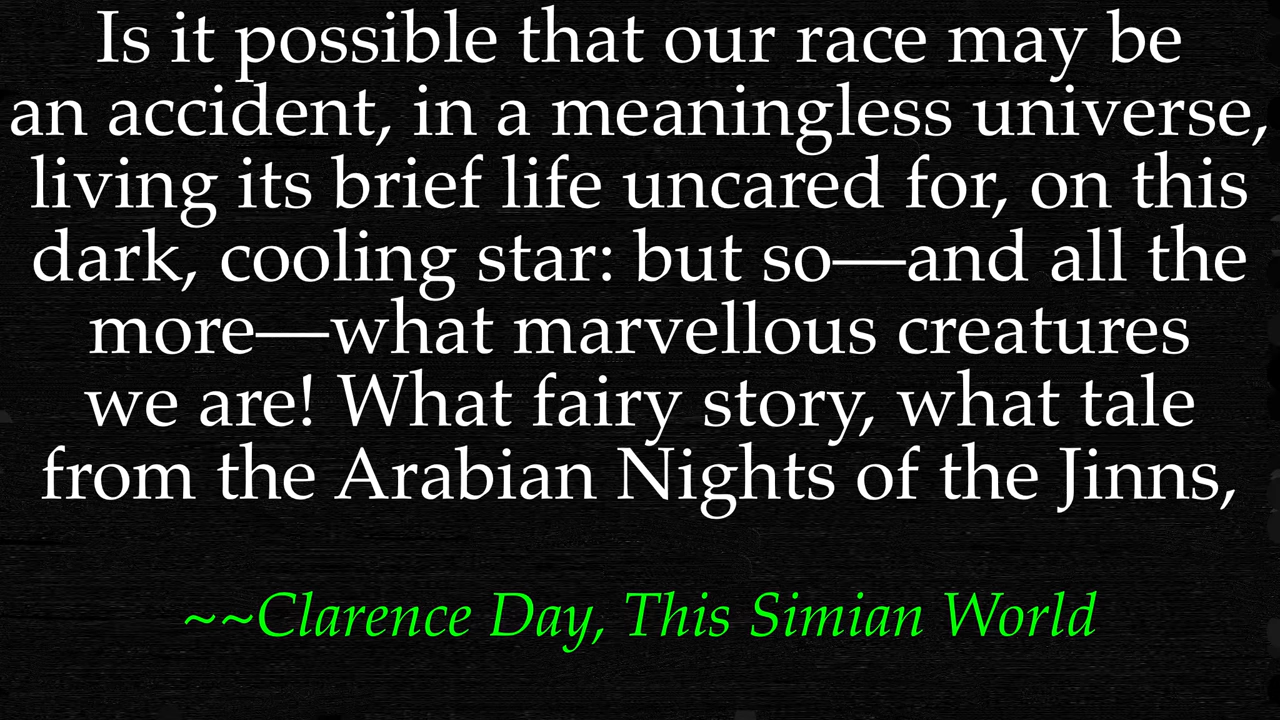 Is it possible that our race may be
an accident, in a meaningless universe,
living its brief life uncared for, on this
dark, cooling star: but so—and all the
more—what marvellous creatures
we are! What fairy story, what tale
from the Arabian Nights of the Jinns,
~~Clarence Day, This Simian World